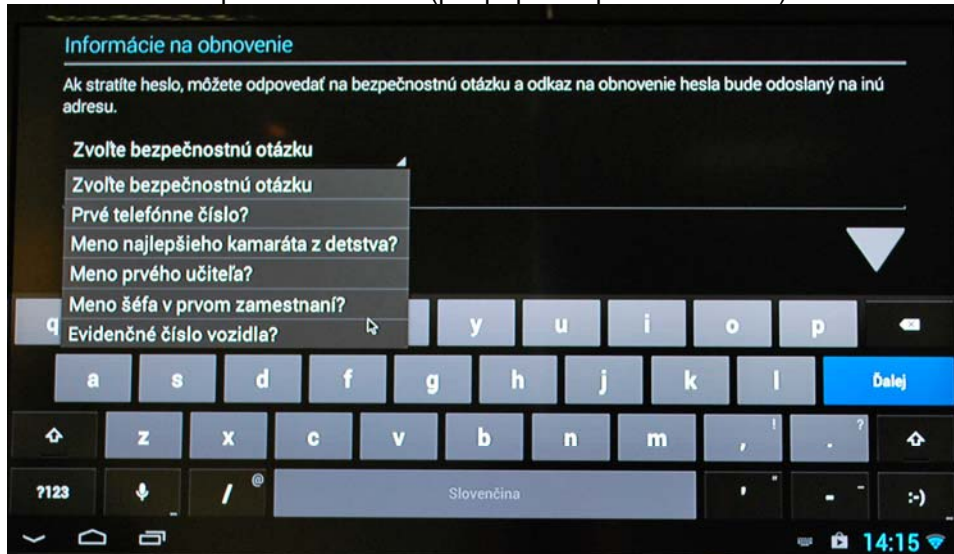 Informácie na obnovenie
Ak stratíte heslo, môžete odpovedať na bezpečnostnú otázku a odkaz na obnovenie hesla bude odoslaný na inú
adresu.
Zvoľte bezpečnostnú otázku
Zvoľte bezpečnostnú otázku
Prvé telefónne číslo?
Meno najlepšieho kamaráta z detstva?
Meno prvého učiteľa?
Meno šéfa v prvom zamestnaní?
Evidenčné číslo vozidla?
q y u i o p
a s d f g h j k l Ďalej
z x c v b n m , ! . ?
?123 / @ Slovenčina ' " - _ :-)
14:15